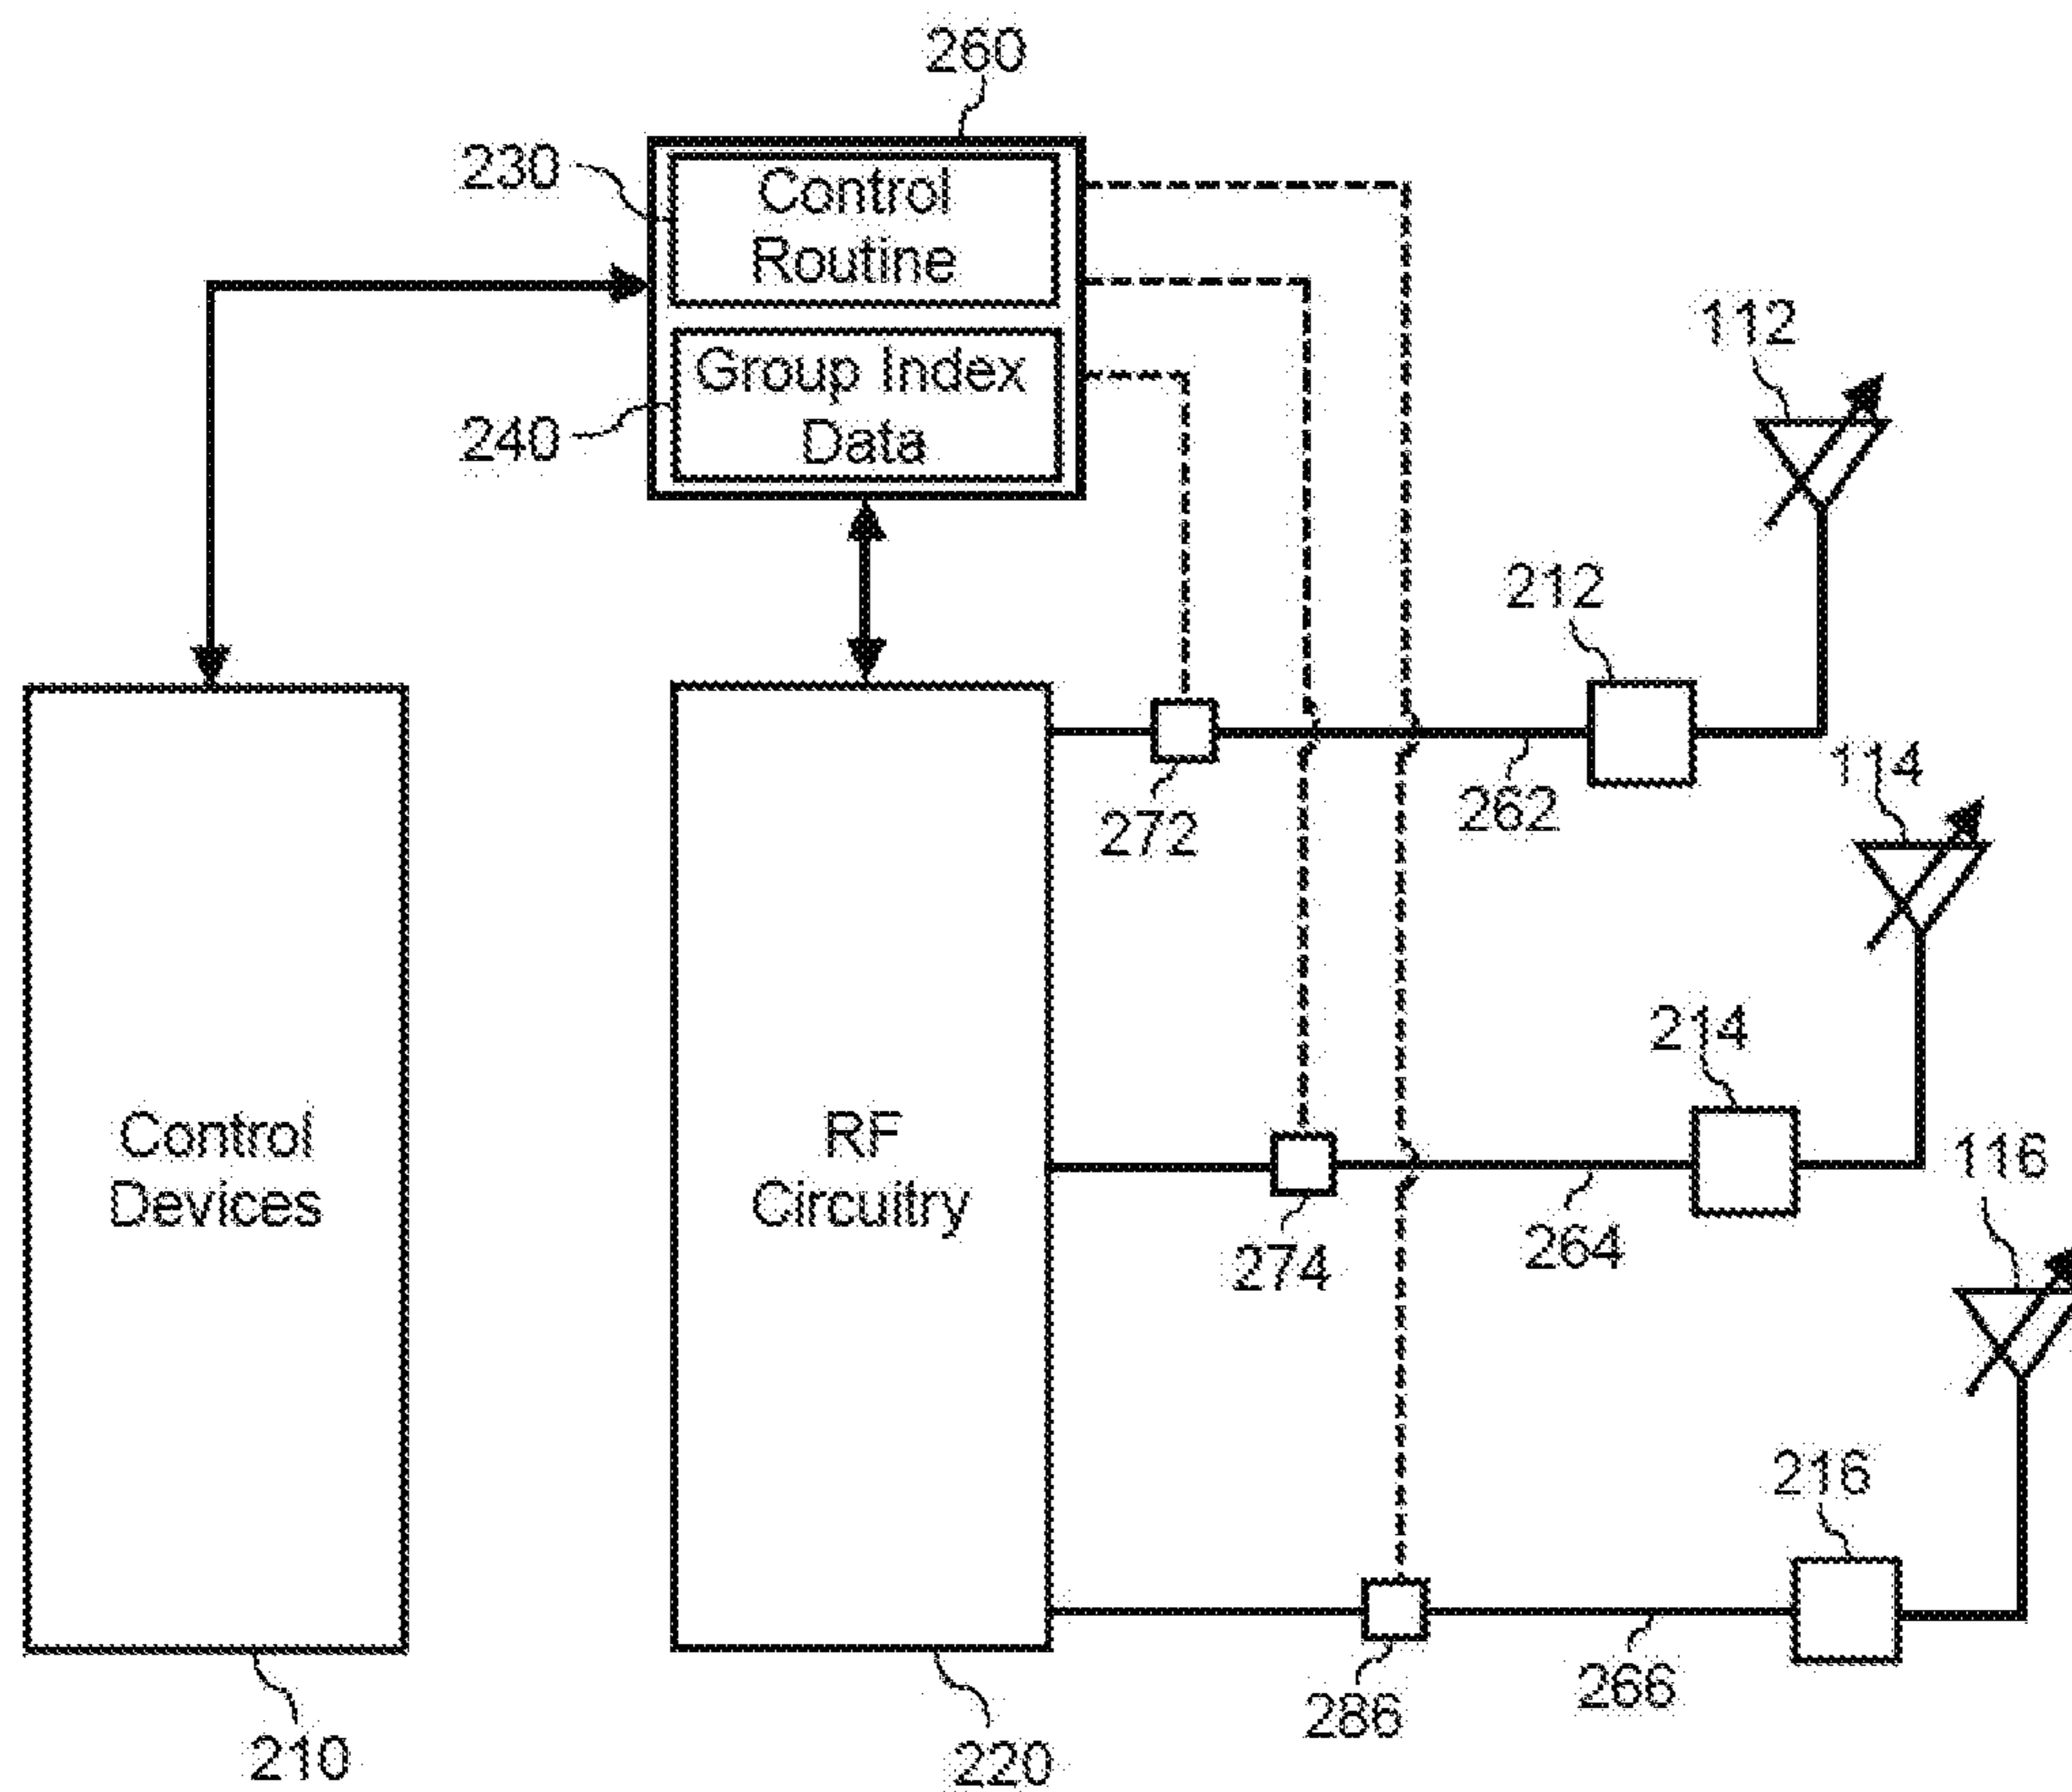 260
230
Control
Routine
240
Group Index
Data
112
212
272
262
114
214
274
264
116
Control
Devices
RF
Circuitry
216
286
266
210
220